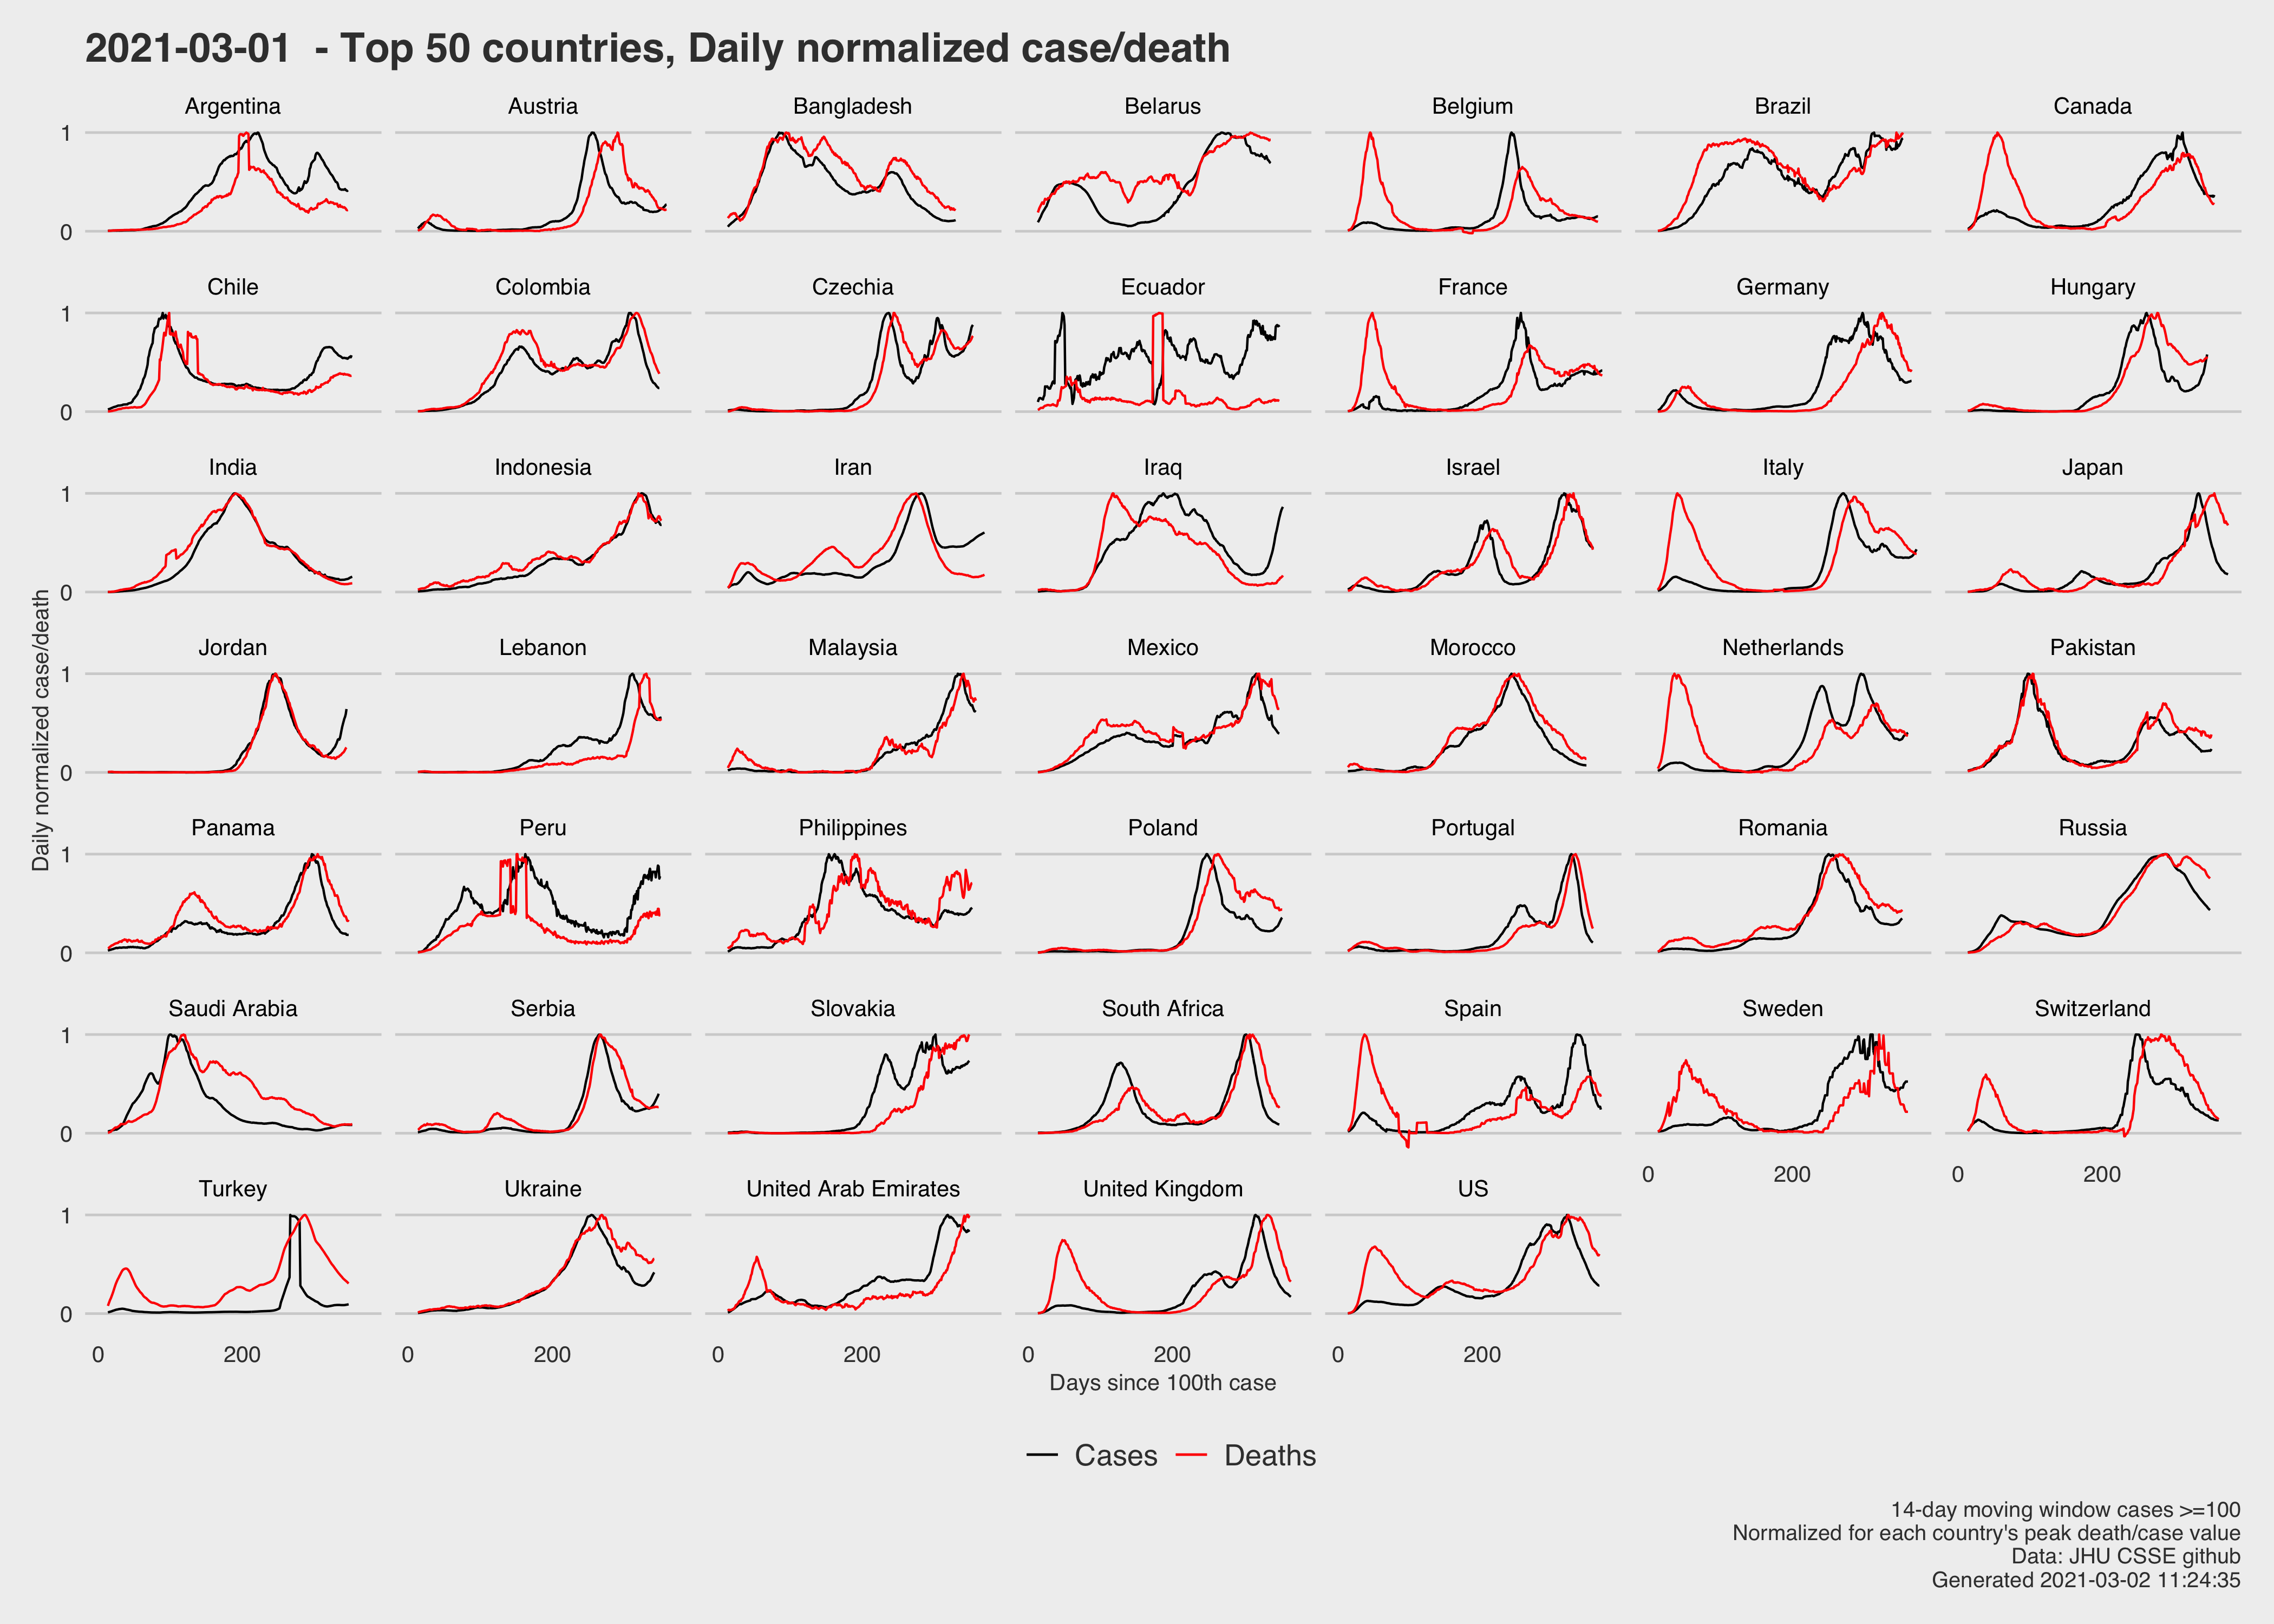 2021-03-01 - Top 50 countries, Daily normalized case/death
Argentina Austria Bangladesh Belarus Belgium Brazil Canada
1
0
Chile Colombia Czechia Ecuador France Germany Hungary
1
0
India Indonesia Iran Iraq Israel Italy Japan
1
0
Daily normalized case/death
Jordan Lebanon Malaysia Mexico Morocco Netherlands Pakistan
1
0
Panama Peru Philippines Poland Portugal Romania Russia
1
0
Saudi Arabia Serbia Slovakia South Africa Spain Sweden Switzerland
1
0
0 200 0 200
Turkey Ukraine United Arab Emirates United Kingdom US
1
0
0 200 0 200 0 200 0 200 0 200
Days since 100th case
Cases Deaths
14-day moving window cases >=100
Normalized for each country's peak death/case value
Data: JHU CSSE github
Generated 2021-03-02 11:24:35